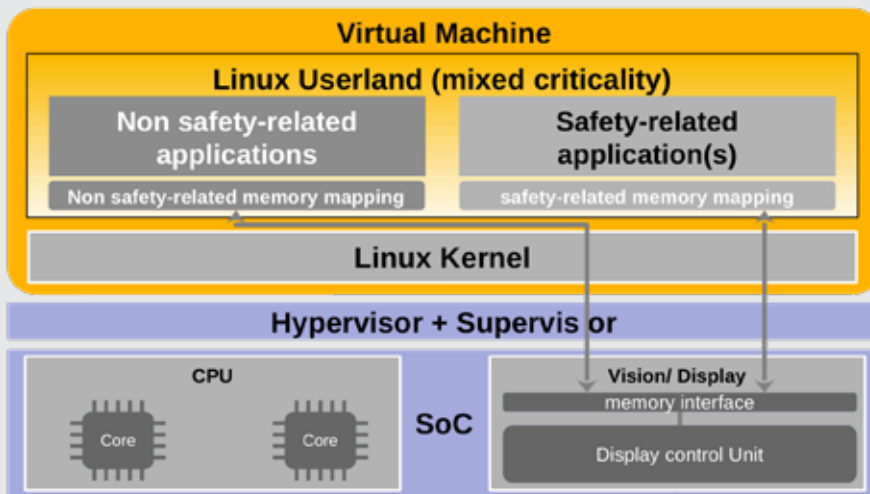 Virtual Machine
Linux Userland (mixed criticality)
Non safety-related
applications
Safety-related
application(s)
Non safety-related memory mapping
safety-related memory mapping
Linux Kernel
Hypervisor + Supervisor
CPU
Core
Core
SoC
Vision/ Display
memory interface
Display control Unit